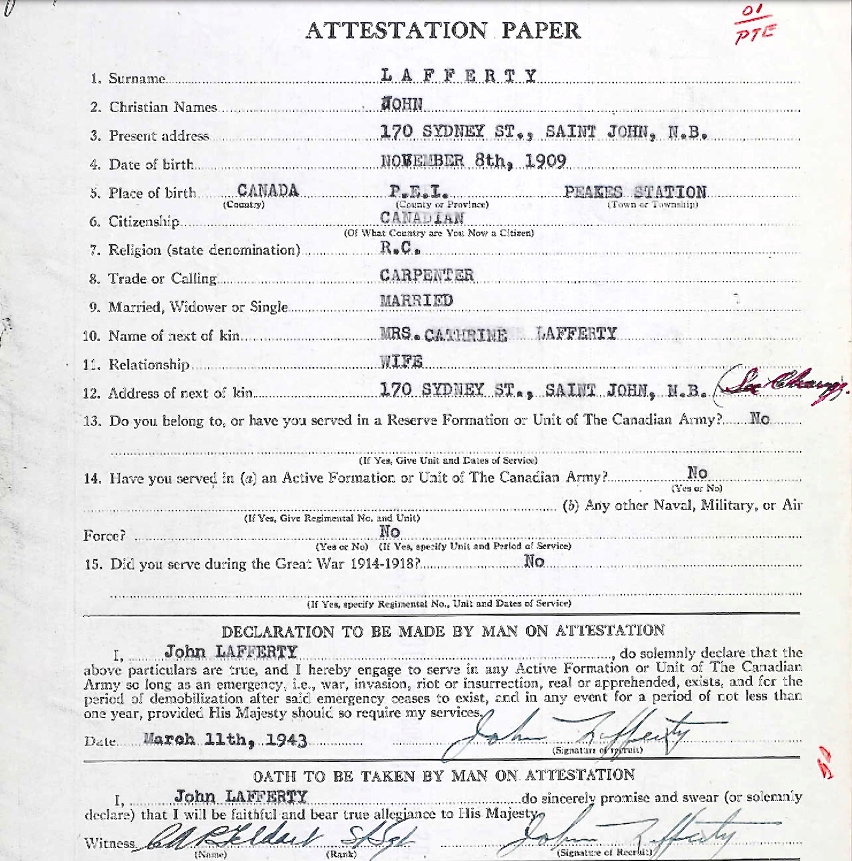 01
PTE
ATTESTATION PAPER
1. Surname LAFFERTY
2. Christian Names JOHN
3. Present address 170 SYDNEY ST., SAINT JOHN, N.B.
4. Date of birth NOVEMBER 8th, 1909
5. Place of birth CANADA P.E.I. PEAKES STATION
(Country) (County or Province) (Town or Township)
6. Citizenship CANADIAN
(Of What Country are You Now a Citizen)
7. Religion (state denomination) R.C.
8. Trade or Calling CARPENTER
9. Married, Widower or Single MARRIED
10. Name of next of kin MRS. CATHRINE LAFFERTY
11. Relationship WIFE
12. Address of next of kin 170 SYDNEY ST., SAINT JOHN, N.B. (See Change)
13. Do you belong to, or have you served in a Reserve Formation or Unit of The Canadian Army? No
(If Yes, Give Unit and Dates of Service)
14. Have you served in (a) an Active Formation or Unit of The Canadian Army? No
(Yes or No)
(b) Any other Naval, Military, or Air
(If Yes, Give Regimental No. and Unit)
Force? No
(Yes or No) (If Yes, specify Unit and Period of Service)
15. Did you serve during the Great War 1914-1918? No
(If Yes, specify Regimental No., Unit and Dates of Service)
DECLARATION TO BE MADE BY MAN ON ATTESTATION
I, John LAFFERTY, do solemnly declare that the
above particulars are true, and I hereby engage to serve in any Active Formation or Unit of The Canadian
Army so long as an emergency, i.e., war, invasion, riot or insurrection, real or apprehended, exists, and for the
period of demobilization after said emergency ceases to exist, and in any event for a period of not less than
one year, provided His Majesty should so require my services.
Date March 11th, 1943 John Lafferty
(Signature of Recruit)
OATH TO BE TAKEN BY MAN ON ATTESTATION
I, John LAFFERTY do sincerely promise and swear (or solemnly
declare) that I will be faithful and bear true allegiance to His Majesty.
Witness S/Sgt John Lafferty
(Name) (Rank) (Signature of Recruit)